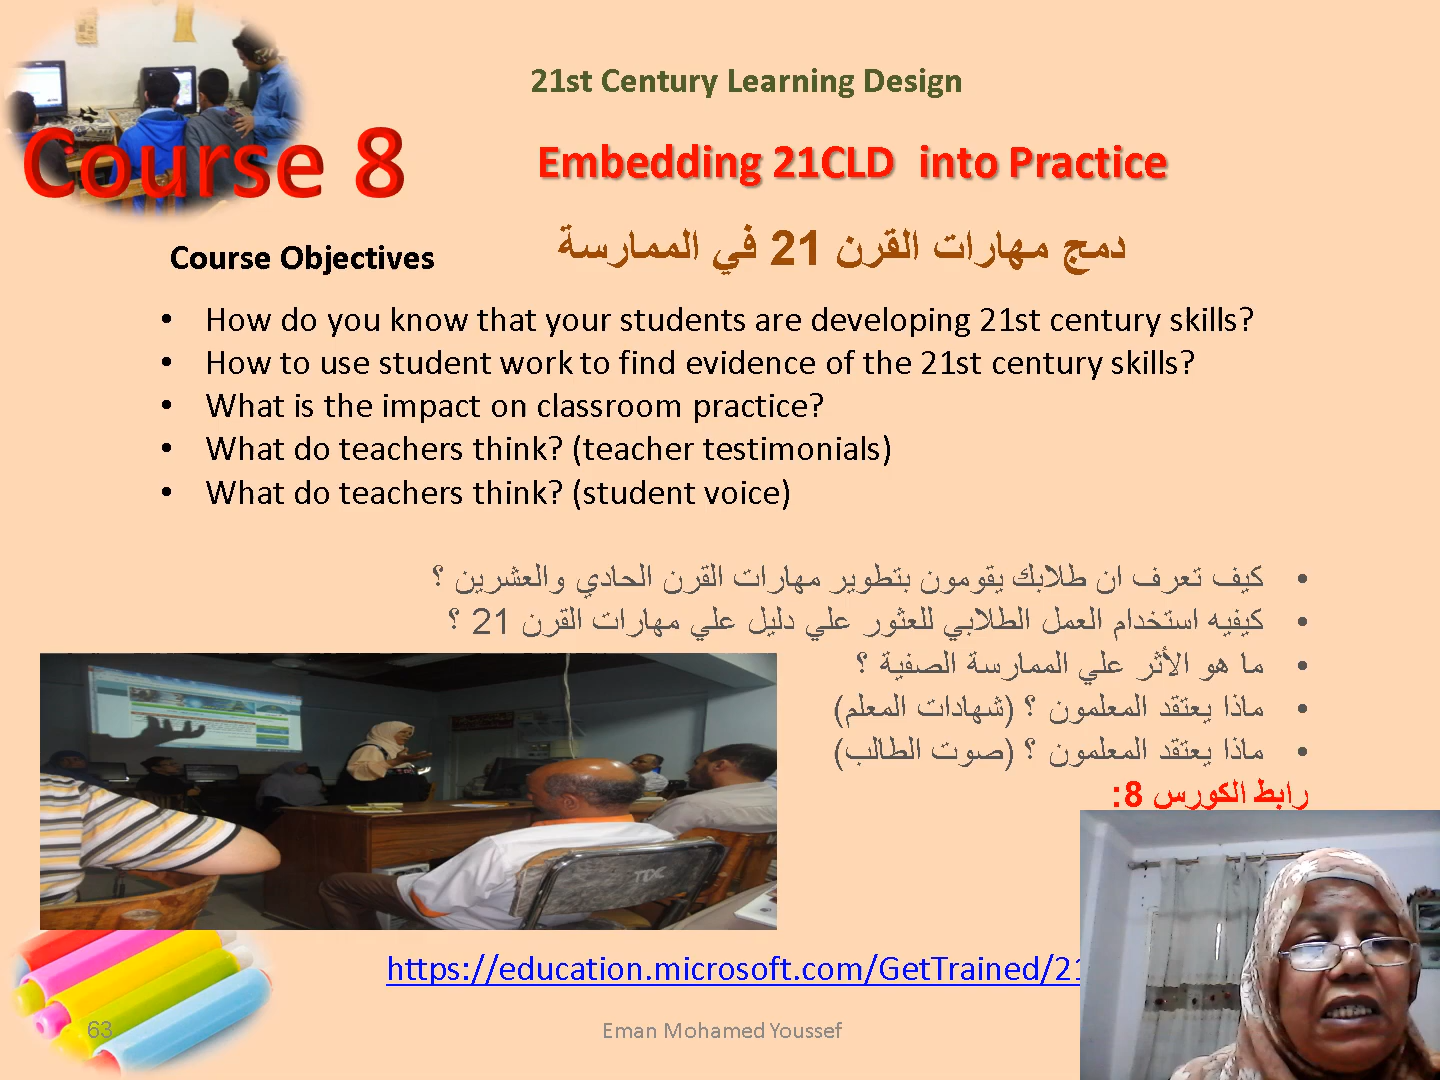 21st Century Learning Design
Course 8
Embedding 21CLD into Practice
دمج مهارات القرن 21 في الممارسة
Course Objectives
• How do you know that your students are developing 21st century skills?
• How to use student work to find evidence of the 21st century skills?
• What is the impact on classroom practice?
• What do teachers think? (teacher testimonials)
• What do teachers think? (student voice)
• كيف تعرف ان طلابك يقومون بتطوير مهارات القرن الحادي والعشرين ؟
• كيفيه استخدام العمل الطلابي للعثور علي دليل علي مهارات القرن 21 ؟
• ما هو الأثر علي الممارسة الصفية ؟
• ماذا يعتقد المعلمون ؟ (شهادات المعلم)
• ماذا يعتقد المعلمون ؟ (صوت الطالب)
رابط الكورس 8:
https://education.microsoft.com/GetTrained/21
63
Eman Mohamed Youssef